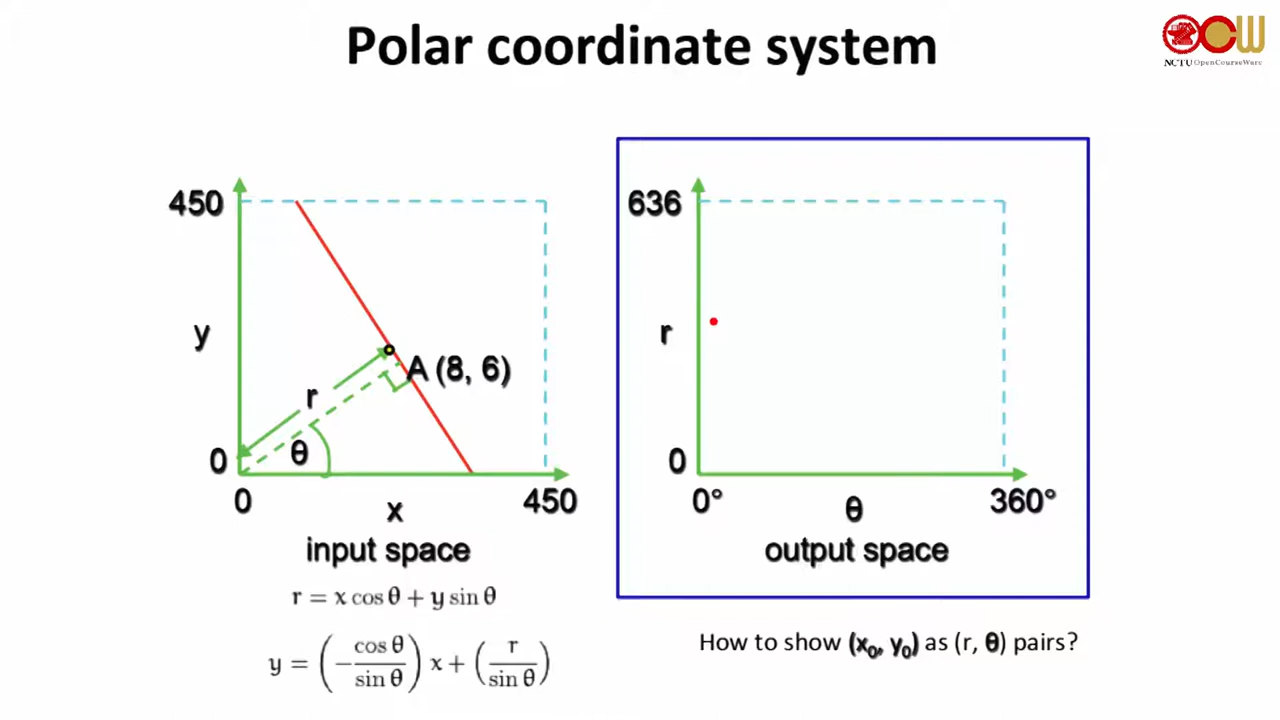 Polar coordinate system
NCTU OpenCourseWare
450
y
A (8, 6)
r
θ
0
0
x
450
input space
r = x cos θ + y sin θ
y = (− cos θ / sin θ) x + (r / sin θ)
636
r
0
0°
θ
360°
output space
How to show (x₀, y₀) as (r, θ) pairs?